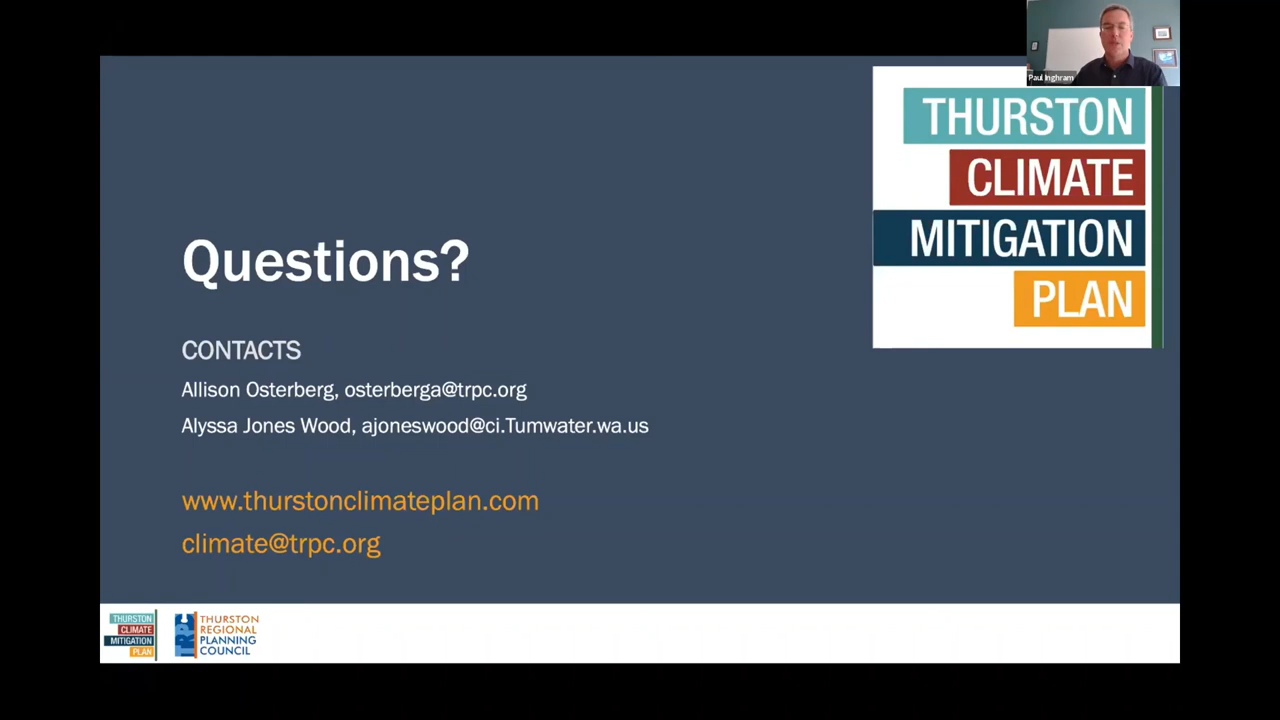 Paul Inghram
THURSTON
CLIMATE
MITIGATION
PLAN
Questions?
CONTACTS
Allison Osterberg, osterberga@trpc.org
Alyssa Jones Wood, ajoneswood@ci.Tumwater.wa.us
www.thurstonclimateplan.com
climate@trpc.org
THURSTON
CLIMATE
MITIGATION
PLAN
TRPC
THURSTON
REGIONAL
PLANNING
COUNCIL